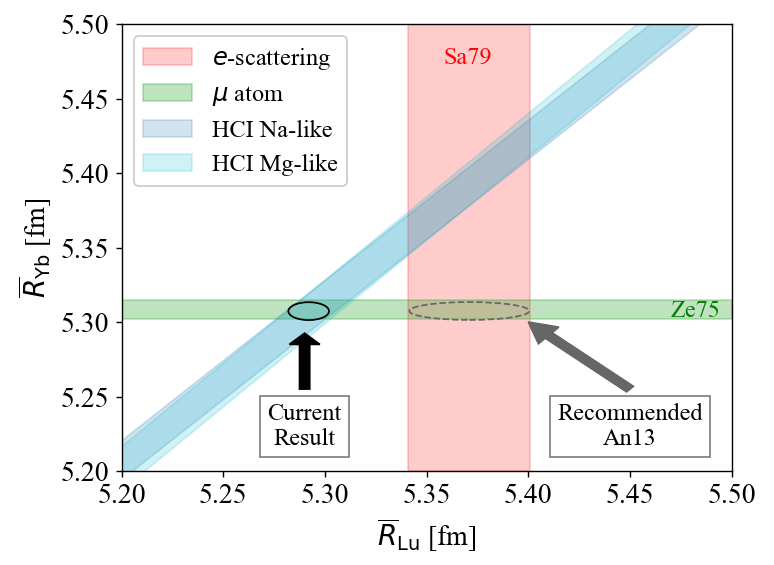 5.50
5.45
5.40
5.35
5.30
5.25
5.20
R̅Yb [fm]
e-scattering
μ atom
HCI Na-like
HCI Mg-like
Sa79
Ze75
Current
Result
Recommended
An13
5.20 5.25 5.30 5.35 5.40 5.45 5.50
R̅Lu [fm]